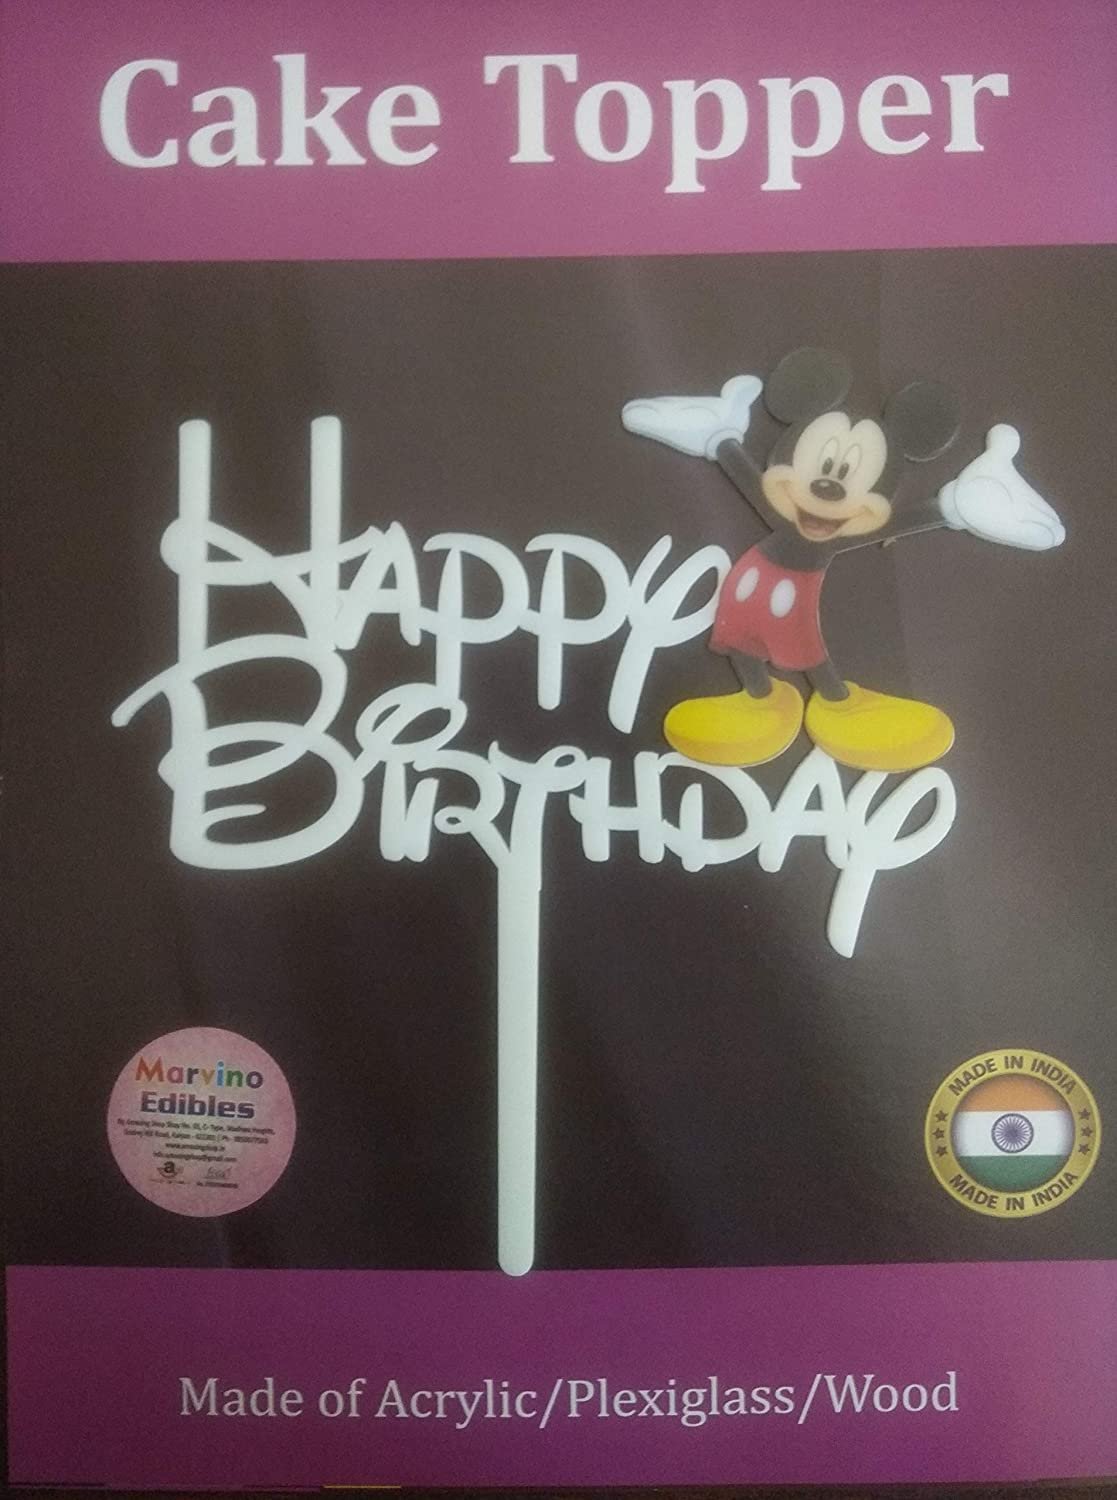 Cake Topper
HAPPY
BIRTHDAY
Marvino
Edibles
MADE IN INDIA
MADE IN INDIA
Made of Acrylic/Plexiglass/Wood